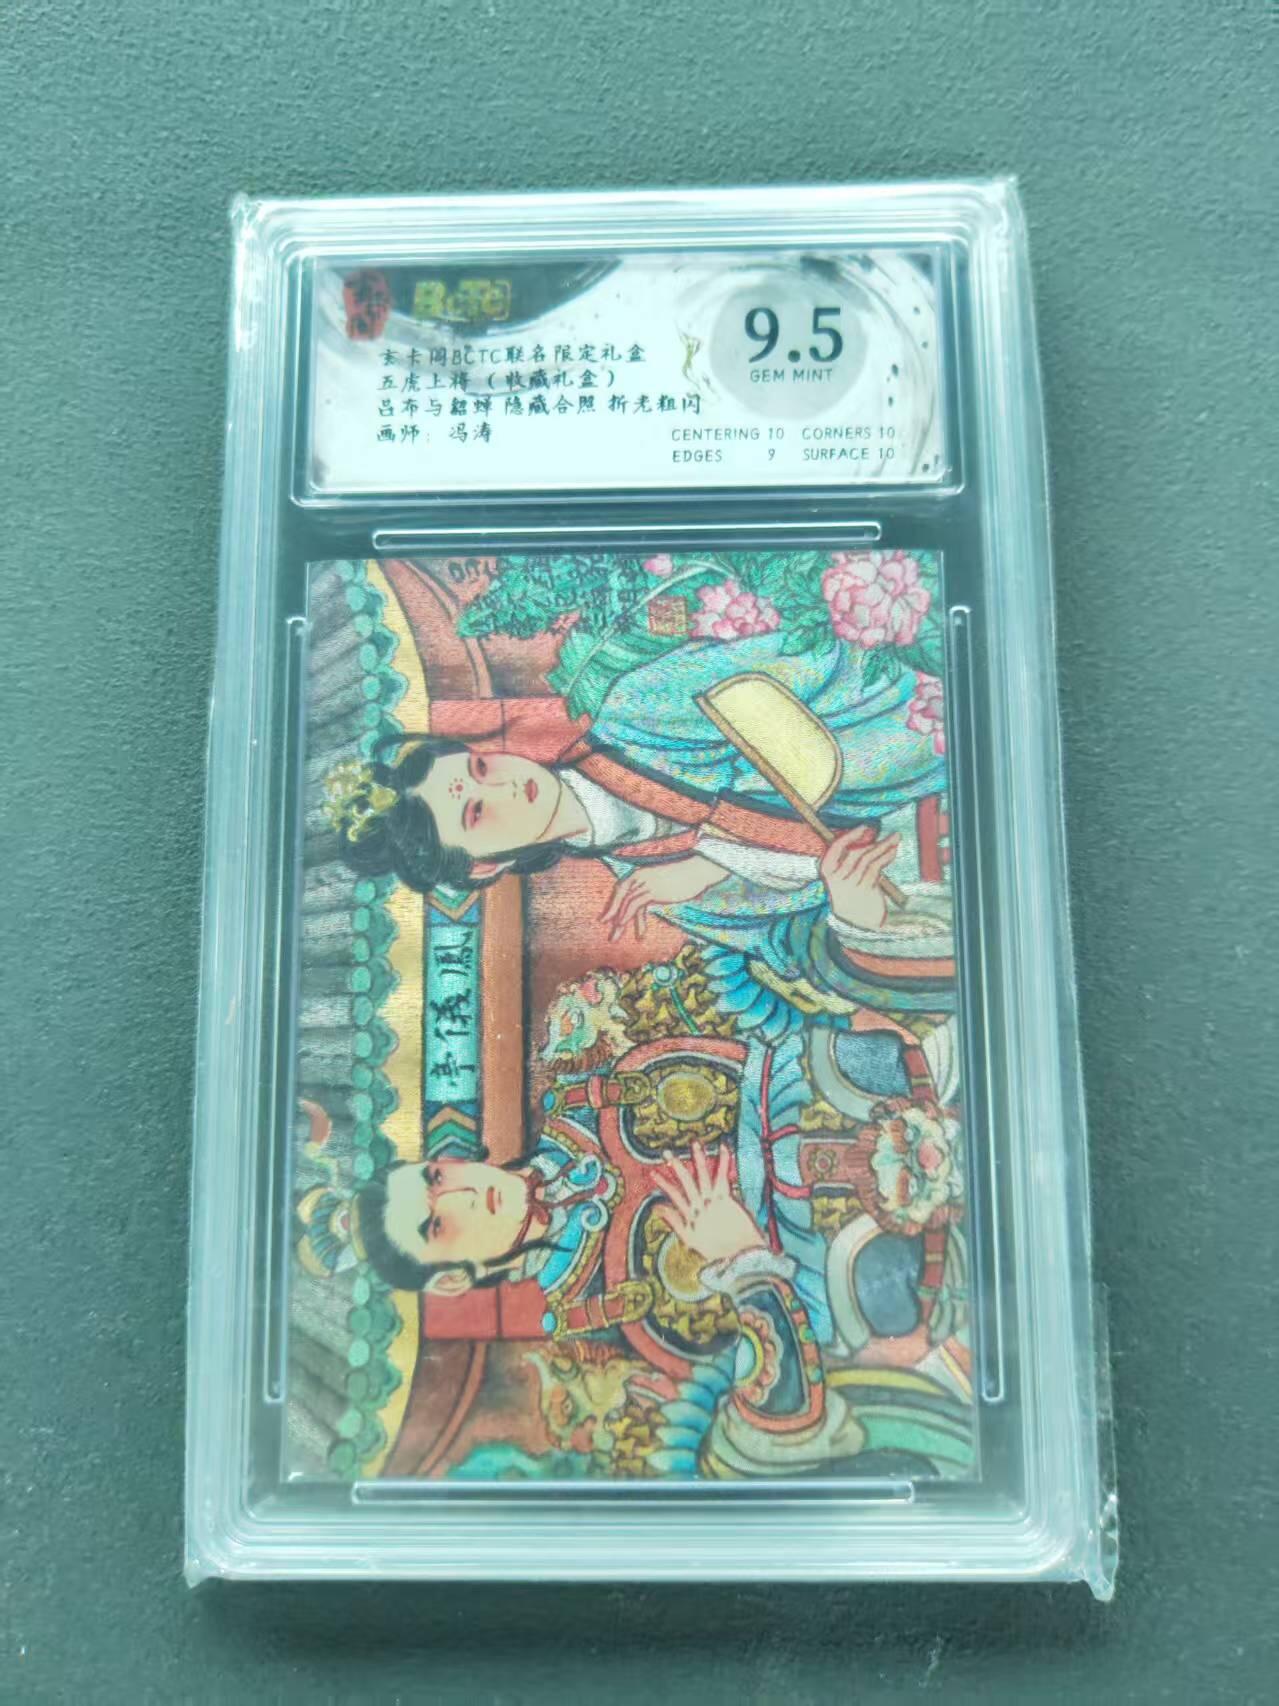 BCTC
玄卡阁BCTC联名限定礼盒
五虎上将（收藏礼盒）
吕布与貂蝉 隐藏合照 折光粗闪
画师：冯涛
9.5
GEM MINT
CENTERING 10 CORNERS 10
EDGES 9 SURFACE 10
鳳儀亭